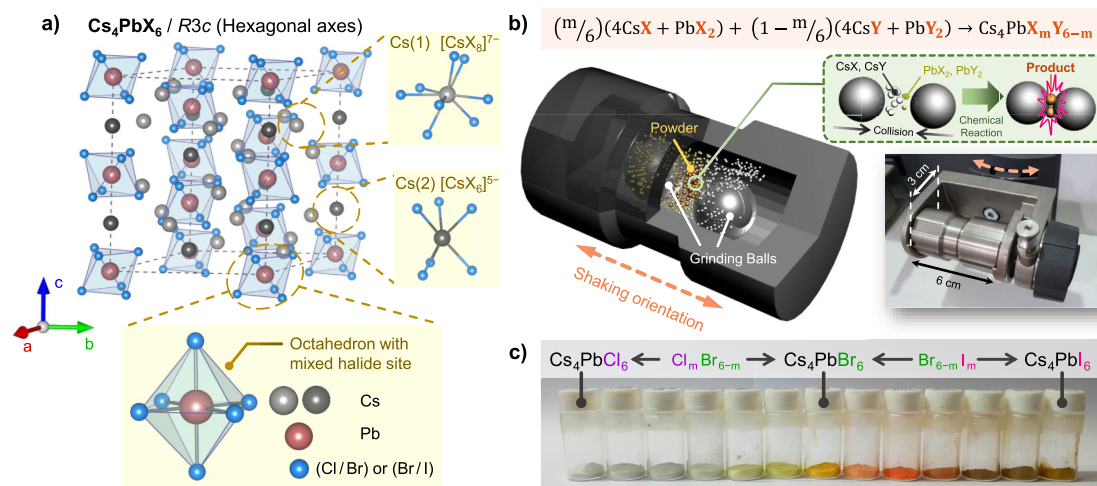 a)
Cs₄PbX₆ / R3c (Hexagonal axes)
Cs(1) [CsX₈]⁷⁻
Cs(2) [CsX₆]⁵⁻
c
a
b
Octahedron with
mixed halide site
Cs
Pb
(Cl/Br) or (Br/I)
b)
(m/6)(4CsX + PbX₂) + (1 − m/6)(4CsY + PbY₂) → Cs₄PbXₘY₆₋ₘ
CsX, CsY
PbX₂, PbY₂
Product
Collision
Chemical
Reaction
Powder
Grinding Balls
Shaking orientation
3 cm
6 cm
c)
Cs₄PbCl₆
ClₘBr₆₋ₘ
Cs₄PbBr₆
Br₆₋ₘIₘ
Cs₄PbI₆